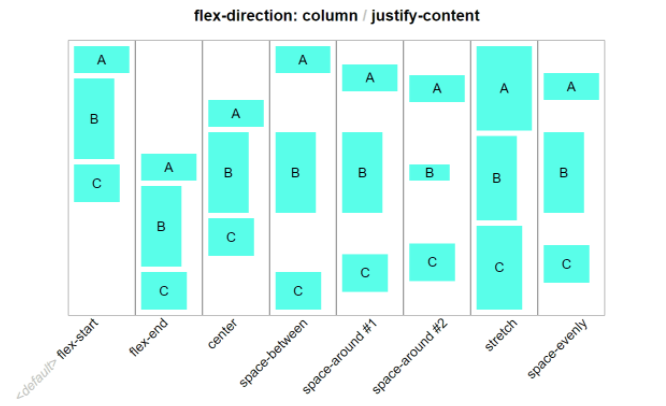 flex-direction: column / justify-content
A A A A A A A A
B B B B B B B B
C C C C C C C C
<default> flex-start
flex-end
center
space-between
space-around #1
space-around #2
stretch
space-evenly